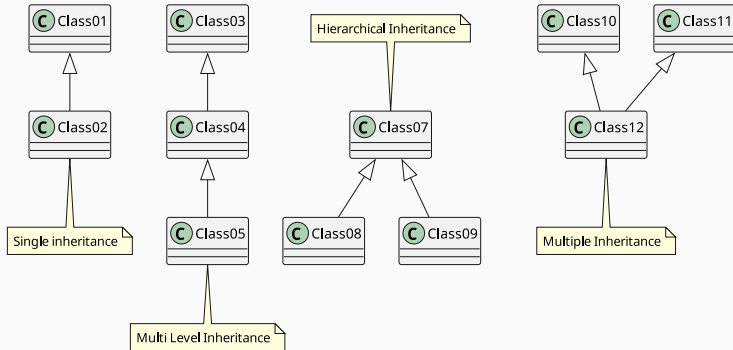 C Class01
C Class03
Hierarchical Inheritance
C Class10
C Class11
C Class02
C Class04
C Class07
C Class12
Single inheritance
C Class05
C Class08
C Class09
Multiple Inheritance
Multi Level Inheritance